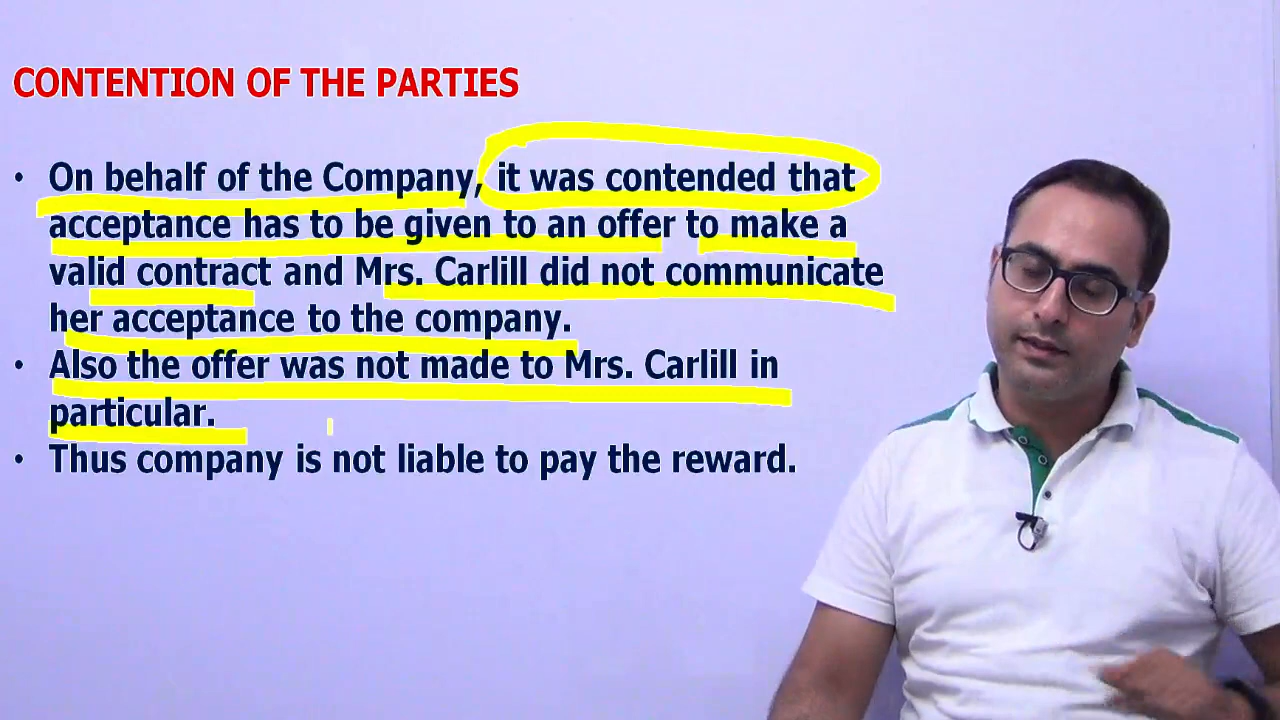 CONTENTION OF THE PARTIES
• On behalf of the Company, it was contended that
acceptance has to be given to an offer to make a
valid contract and Mrs. Carlill did not communicate
her acceptance to the company.
• Also the offer was not made to Mrs. Carlill in
particular.
• Thus company is not liable to pay the reward.